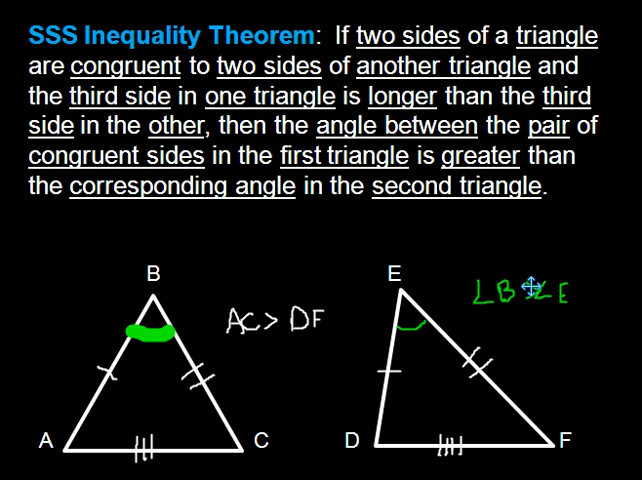 SSS Inequality Theorem: If two sides of a triangle
are congruent to two sides of another triangle and
the third side in one triangle is longer than the third
side in the other, then the angle between the pair of
congruent sides in the first triangle is greater than
the corresponding angle in the second triangle.
B
E
∠B ∠E
AC > DF
A
C
D
F